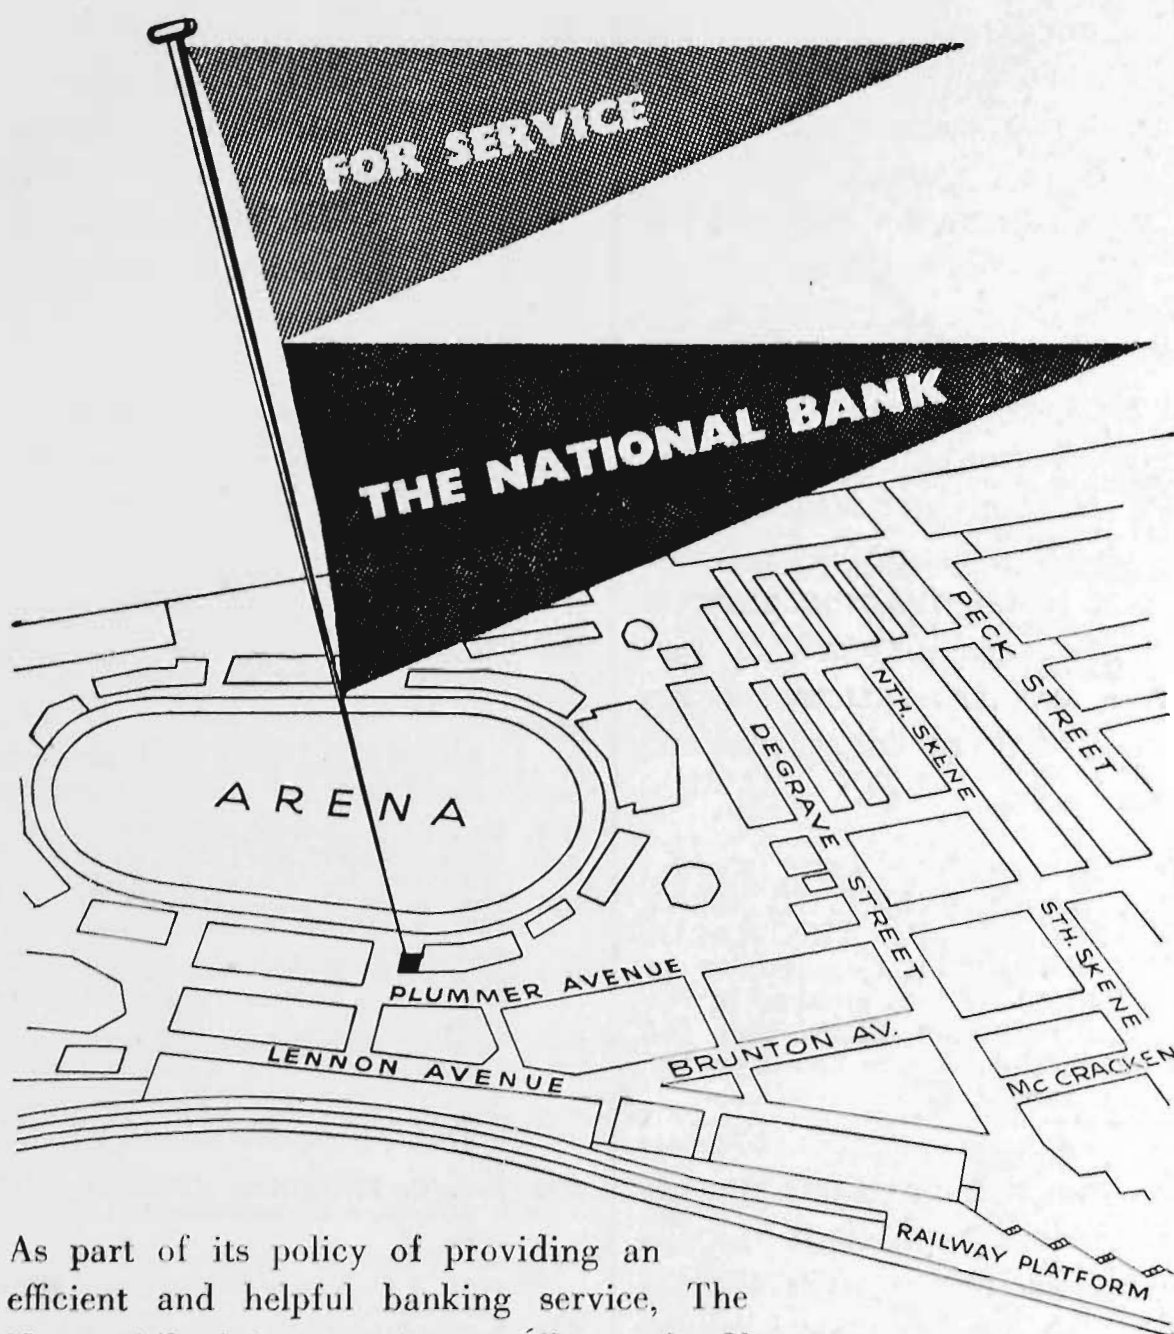 FOR SERVICE
THE NATIONAL BANK
PECK STREET
NTH. SKLNE
DEGRAVE STREET
ARENA
STH. SKENE
PLUMMER AVENUE
BRUNTON AV.
LENNON AVENUE
Mc CRACKEN
RAILWAY PLATFORM
As part of its policy of providing an
efficient and helpful banking service, The